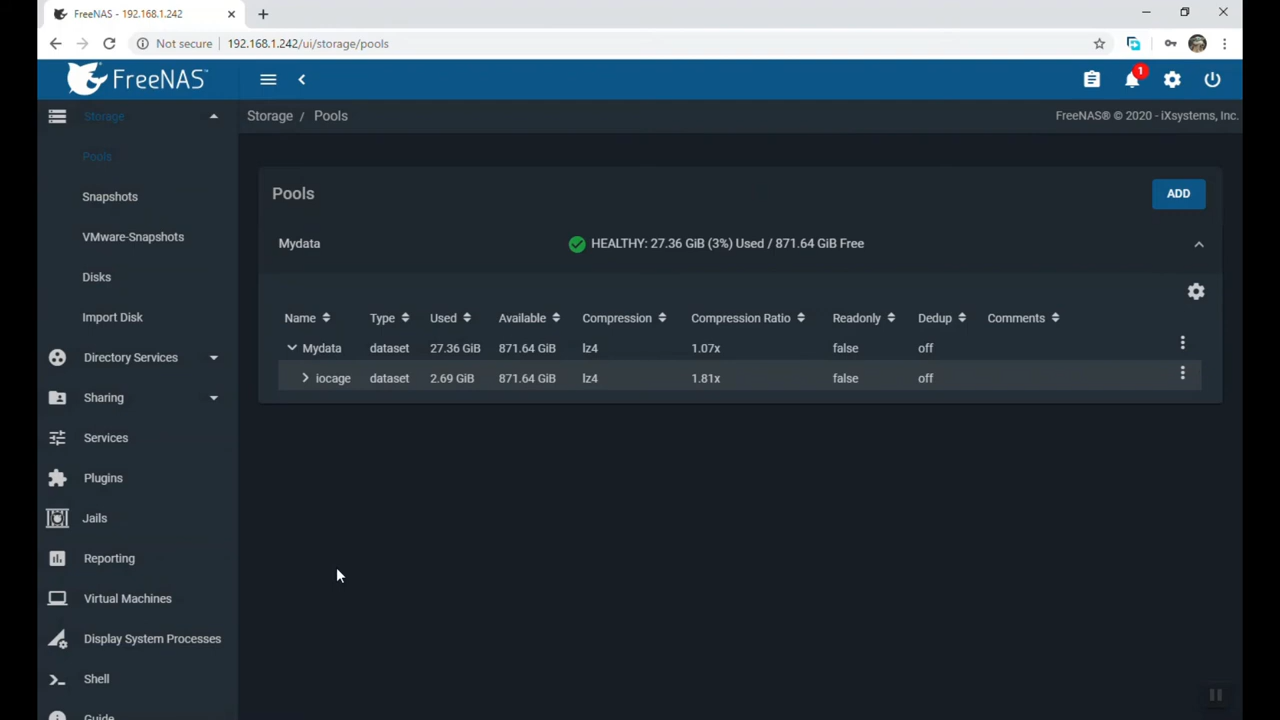 FreeNAS - 192.168.1.242
Not secure 192.168.1.242/ui/storage/pools
FreeNAS™
1
Storage
Storage / Pools
FreeNAS® © 2020 - iXsystems, Inc.
Pools
Snapshots
VMware-Snapshots
Disks
Import Disk
Directory Services
Sharing
Services
Plugins
Jails
Reporting
Virtual Machines
Display System Processes
Shell
Guide
Pools
ADD
Mydata HEALTHY: 27.36 GiB (3%) Used / 871.64 GiB Free
Name Type Used Available Compression Compression Ratio Readonly Dedup Comments
Mydata dataset 27.36 GiB 871.64 GiB lz4 1.07x false off
iocage dataset 2.69 GiB 871.64 GiB lz4 1.81x false off